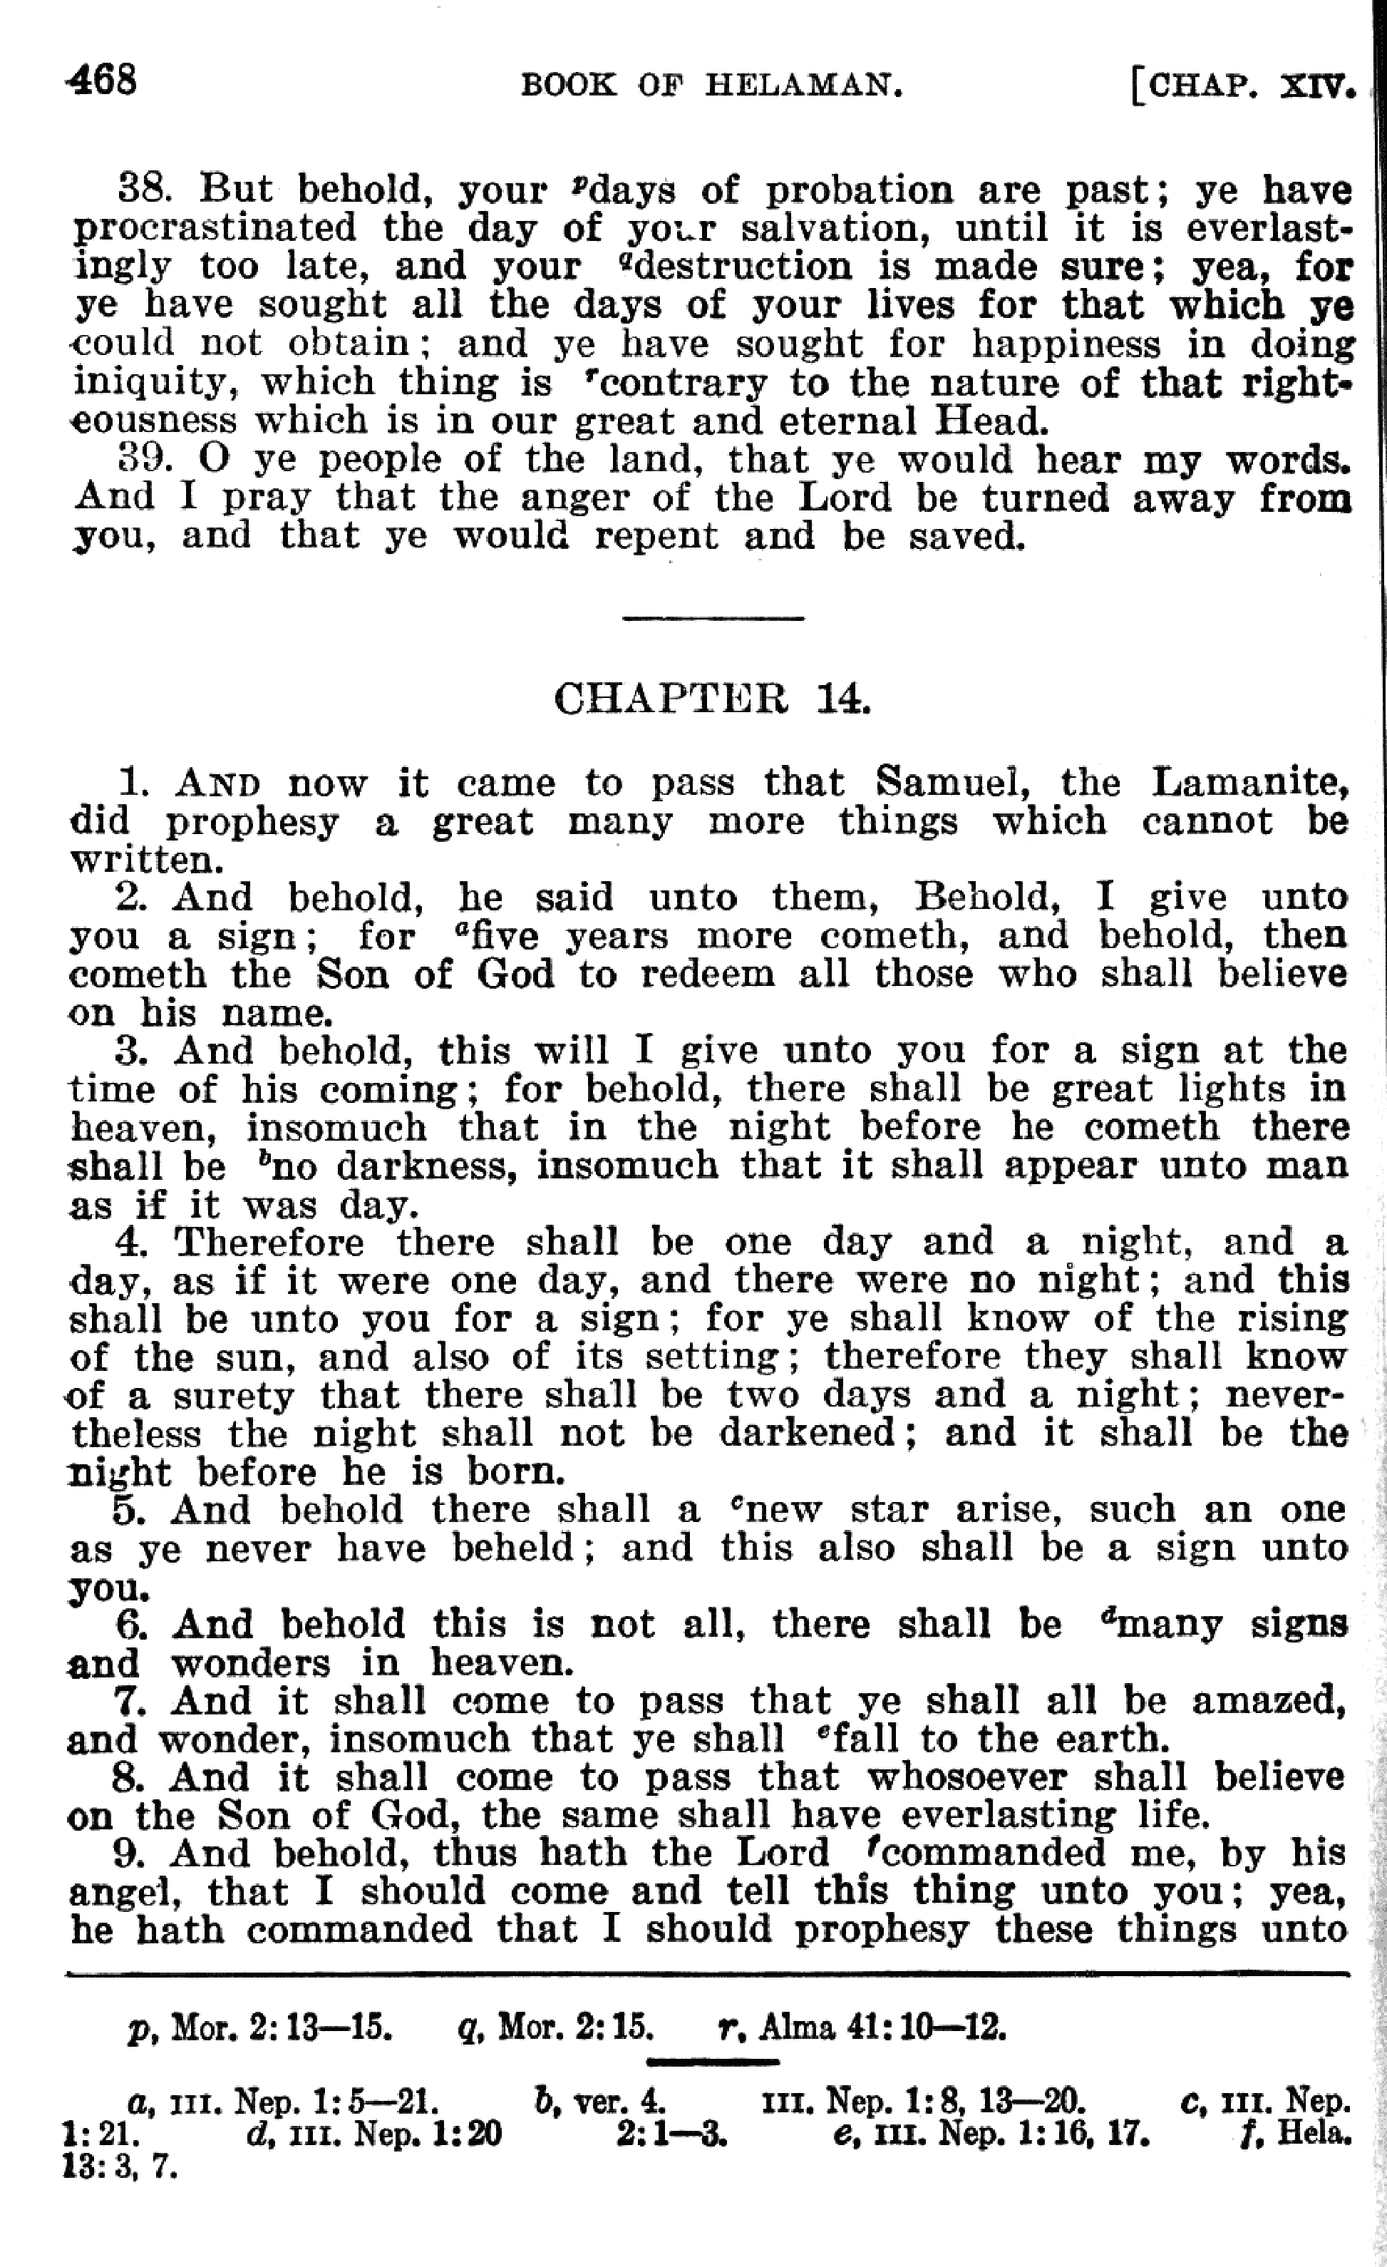 468 BOOK OF HELAMAN. [CHAP. XIV.
38. But behold, your pdays of probation are past; ye have
procrastinated the day of your salvation, until it is everlast-
ingly too late, and your qdestruction is made sure; yea, for
ye have sought all the days of your lives for that which ye
could not obtain; and ye have sought for happiness in doing
iniquity, which thing is rcontrary to the nature of that right-
eousness which is in our great and eternal Head.
39. O ye people of the land, that ye would hear my words.
And I pray that the anger of the Lord be turned away from
you, and that ye would repent and be saved.
CHAPTER 14.
1. AND now it came to pass that Samuel, the Lamanite,
did prophesy a great many more things which cannot be
written.
2. And behold, he said unto them, Behold, I give unto
you a sign; for afive years more cometh, and behold, then
cometh the Son of God to redeem all those who shall believe
on his name.
3. And behold, this will I give unto you for a sign at the
time of his coming; for behold, there shall be great lights in
heaven, insomuch that in the night before he cometh there
shall be bno darkness, insomuch that it shall appear unto man
as if it was day.
4. Therefore there shall be one day and a night, and a
day, as if it were one day, and there were no night; and this
shall be unto you for a sign; for ye shall know of the rising
of the sun, and also of its setting; therefore they shall know
of a surety that there shall be two days and a night; never-
theless the night shall not be darkened; and it shall be the
night before he is born.
5. And behold there shall a cnew star arise, such an one
as ye never have beheld; and this also shall be a sign unto
you.
6. And behold this is not all, there shall be dmany signs
and wonders in heaven.
7. And it shall come to pass that ye shall all be amazed,
and wonder, insomuch that ye shall efall to the earth.
8. And it shall come to pass that whosoever shall believe
on the Son of God, the same shall have everlasting life.
9. And behold, thus hath the Lord fcommanded me, by his
angel, that I should come and tell this thing unto you; yea,
he hath commanded that I should prophesy these things unto
p, Mor. 2:13—15. q, Mor. 2:15. r, Alma 41:10—12.
a, III. Nep. 1:5—21. b, ver. 4. III. Nep. 1:8, 13—20. c, III. Nep.
1:21. d, III. Nep. 1:20 2:1—3. e, III. Nep. 1:16, 17. f, Hela.
13:3, 7.